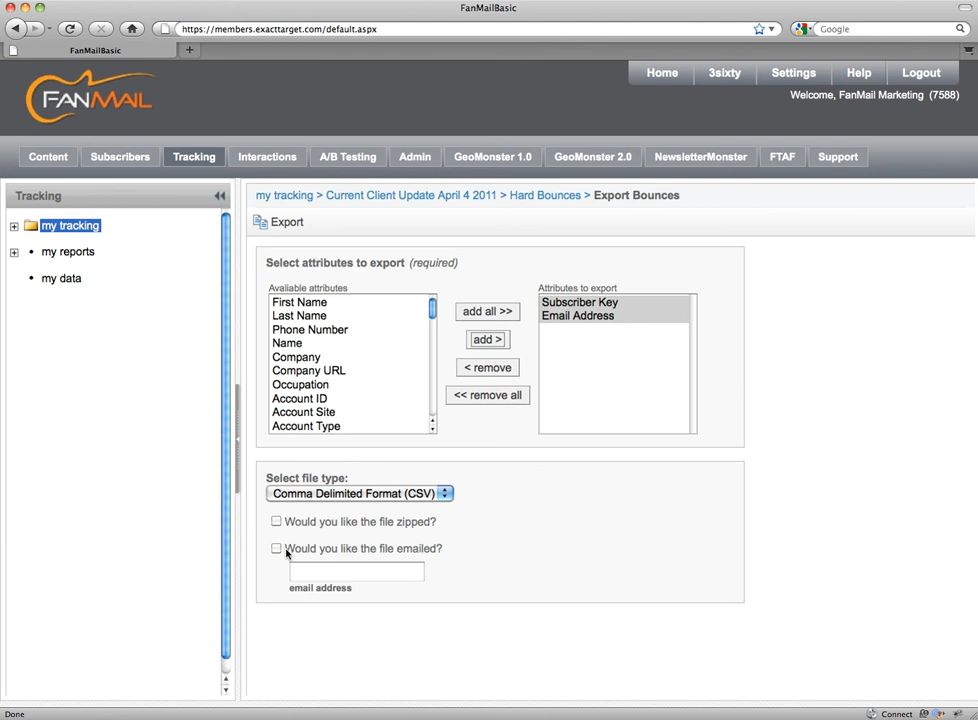 FanMailBasic
https://members.exacttarget.com/default.aspx
Google
FanMailBasic
+
FANMAIL
Home
3sixty
Settings
Help
Logout
Welcome, FanMail Marketing (7588)
Content
Subscribers
Tracking
Interactions
A/B Testing
Admin
GeoMonster 1.0
GeoMonster 2.0
NewsletterMonster
FTAF
Support
Tracking
my tracking > Current Client Update April 4 2011 > Hard Bounces > Export Bounces
my tracking
my reports
my data
Export
Select attributes to export (required)
Available attributes
First Name
Last Name
Phone Number
Name
Company
Company URL
Occupation
Account ID
Account Site
Account Type
add all >>
add >
< remove
<< remove all
Attributes to export
Subscriber Key
Email Address
Select file type:
Comma Delimited Format (CSV)
Would you like the file zipped?
Would you like the file emailed?
email address
Done
Connect